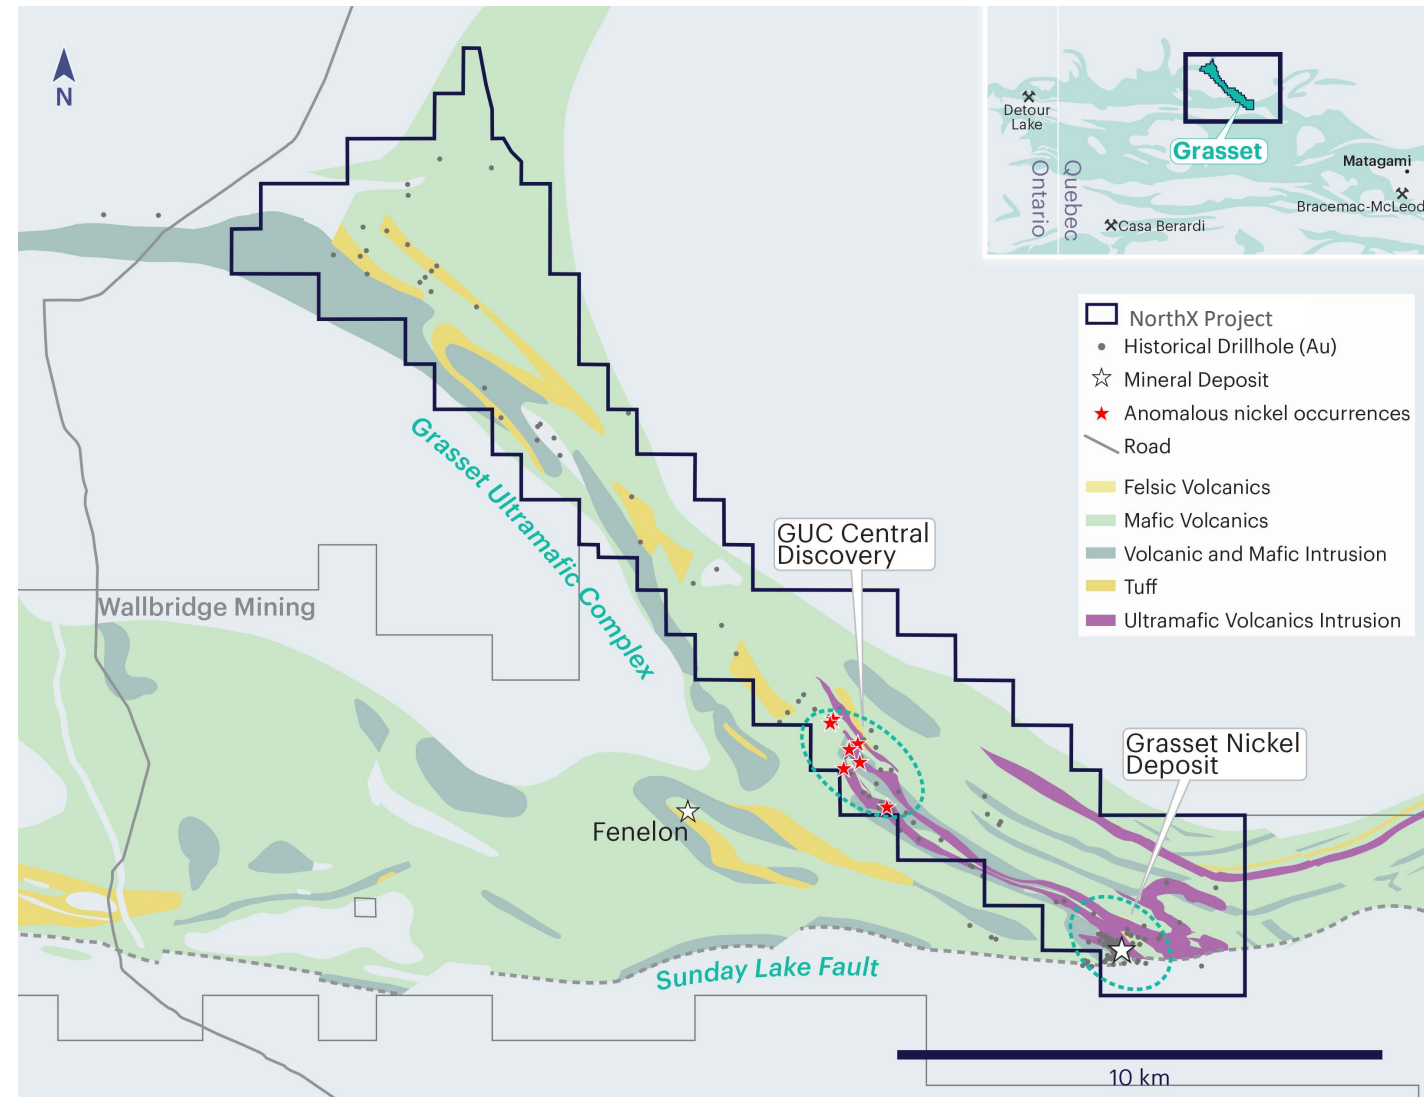 N
Detour
Lake
Ontario
Quebec
Grasset
Matagami
Bracemac-McLeod
Casa Berardi
NorthX Project
Historical Drillhole (Au)
Mineral Deposit
Anomalous nickel occurrences
Road
Felsic Volcanics
Mafic Volcanics
Volcanic and Mafic Intrusion
Tuff
Ultramafic Volcanics Intrusion
Grasset Ultramafic Complex
GUC Central
Discovery
Wallbridge Mining
Grasset Nickel
Deposit
Fenelon
Sunday Lake Fault
10 km